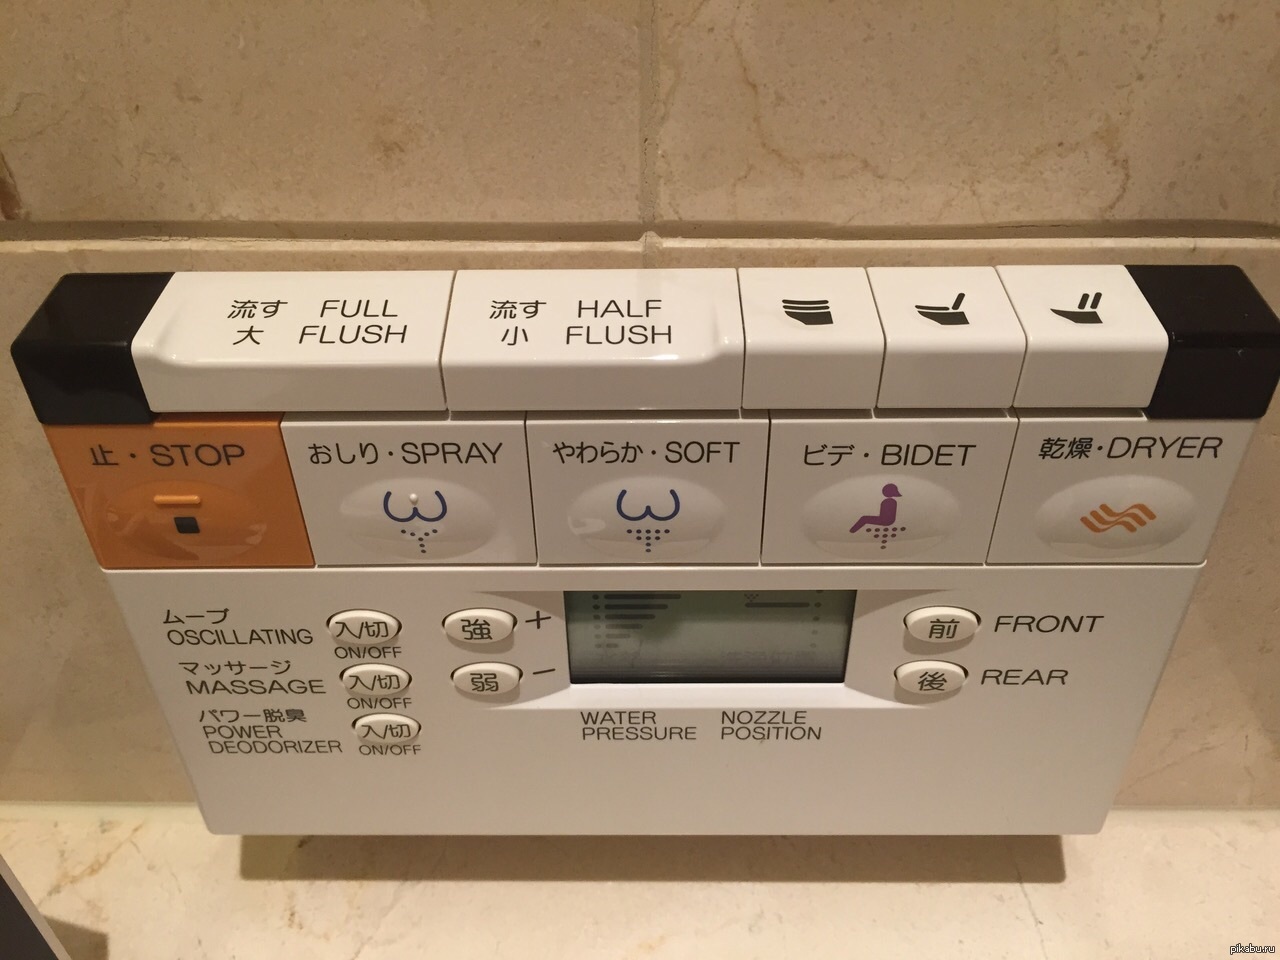 流す FULL
大 FLUSH
流す HALF
小 FLUSH
止・STOP
おしり・SPRAY
やわらか・SOFT
ビデ・BIDET
乾燥・DRYER
ムーブ
OSCILLATING
入/切
ON/OFF
マッサージ
MASSAGE
入/切
ON/OFF
パワー脱臭
POWER
DEODORIZER
入/切
ON/OFF
強 +
弱 −
WATER
PRESSURE
NOZZLE
POSITION
前 FRONT
後 REAR
pikabu.ru